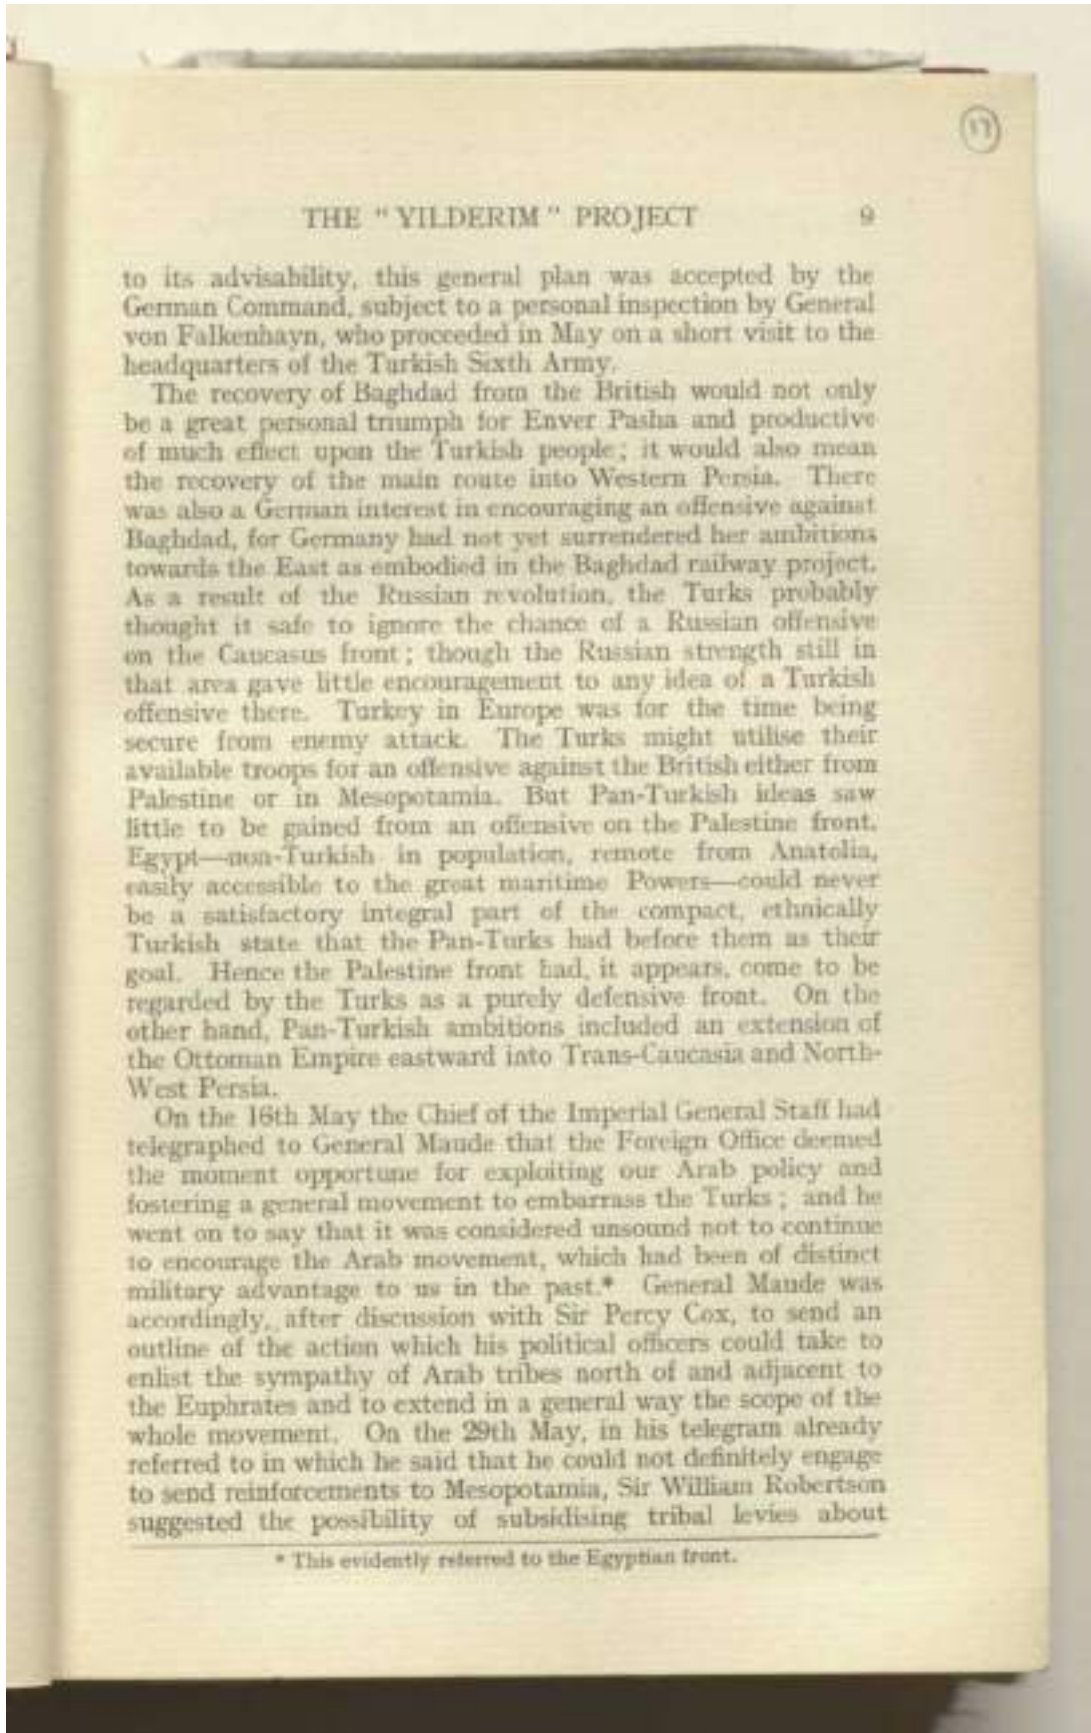 THE " YILDERIM " PROJECT 9
to its advisability, this general plan was accepted by the
German Command, subject to a personal inspection by General
von Falkenhayn, who proceeded in May on a short visit to the
headquarters of the Turkish Sixth Army.
The recovery of Baghdad from the British would not only
be a great personal triumph for Enver Pasha and productive
of much effect upon the Turkish people ; it would also mean
the recovery of the main route into Western Persia. There
was also a German interest in encouraging an offensive against
Baghdad, for Germany had not yet surrendered her ambitions
towards the East as embodied in the Baghdad railway project.
As a result of the Russian revolution, the Turks probably
thought it safe to ignore the chance of a Russian offensive
on the Caucasus front ; though the Russian strength still in
that area gave little encouragement to any idea of a Turkish
offensive there. Turkey in Europe was for the time being
secure from enemy attack. The Turks might utilise their
available troops for an offensive against the British either from
Palestine or in Mesopotamia. But Pan-Turkish ideas saw
little to be gained from an offensive on the Palestine front.
Egypt—non-Turkish in population, remote from Anatolia,
easily accessible to the great maritime Powers—could never
be a satisfactory integral part of the compact, ethnically
Turkish state that the Pan-Turks had before them as their
goal. Hence the Palestine front had, it appears, come to be
regarded by the Turks as a purely defensive front. On the
other hand, Pan-Turkish ambitions included an extension of
the Ottoman Empire eastward into Trans-Caucasia and North-
West Persia.
On the 16th May the Chief of the Imperial General Staff had
telegraphed to General Maude that the Foreign Office deemed
the moment opportune for exploiting our Arab policy and
fostering a general movement to embarrass the Turks ; and he
went on to say that it was considered unsound not to continue
to encourage the Arab movement, which had been of distinct
military advantage to us in the past.* General Maude was
accordingly, after discussion with Sir Percy Cox, to send an
outline of the action which his political officers could take to
enlist the sympathy of Arab tribes north of and adjacent to
the Euphrates and to extend in a general way the scope of the
whole movement. On the 29th May, in his telegram already
referred to in which he said that he could not definitely engage
to send reinforcements to Mesopotamia, Sir William Robertson
suggested the possibility of subsidising tribal levies about
* This evidently referred to the Egyptian front.